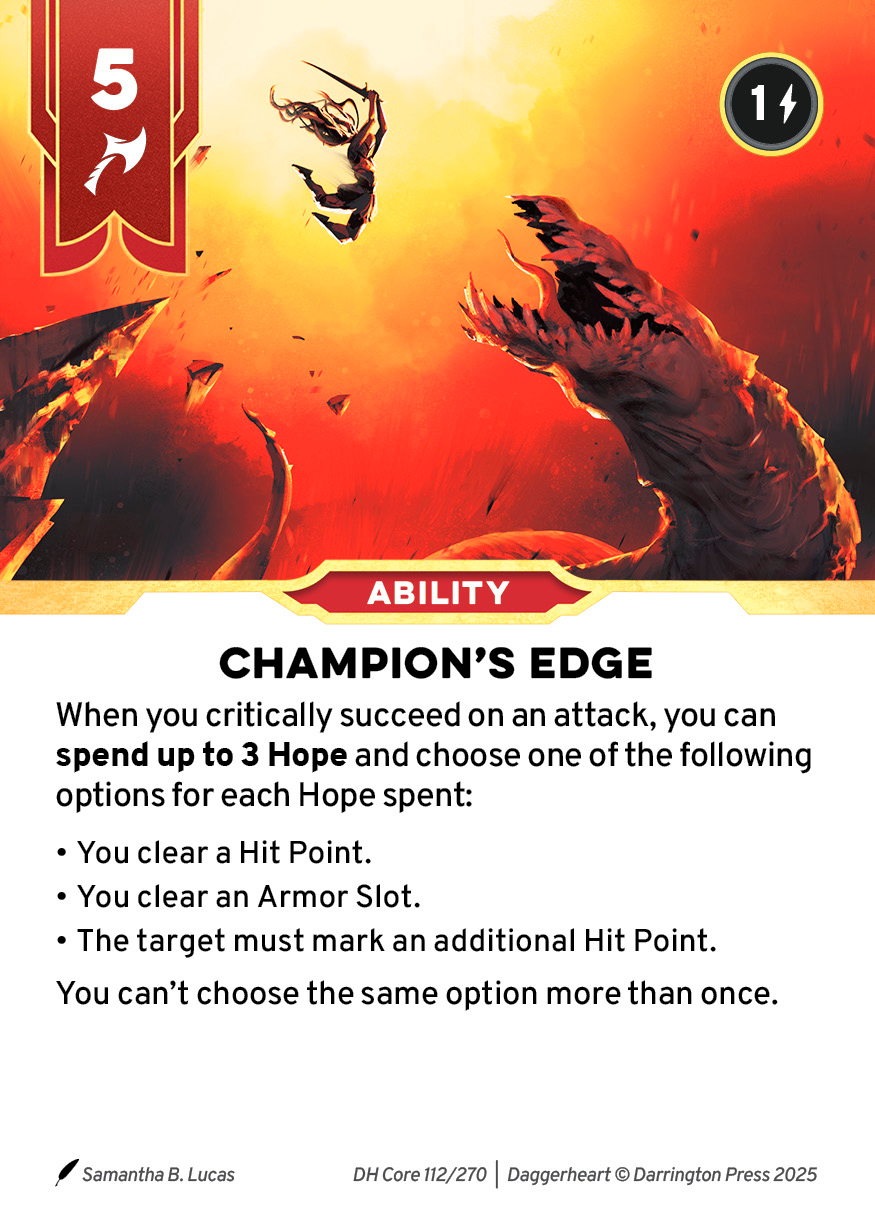 5
1
ABILITY
CHAMPION’S EDGE
When you critically succeed on an attack, you can
spend up to 3 Hope and choose one of the following
options for each Hope spent:
• You clear a Hit Point.
• You clear an Armor Slot.
• The target must mark an additional Hit Point.
You can’t choose the same option more than once.
Samantha B. Lucas
DH Core 112/270 | Daggerheart © Darrington Press 2025